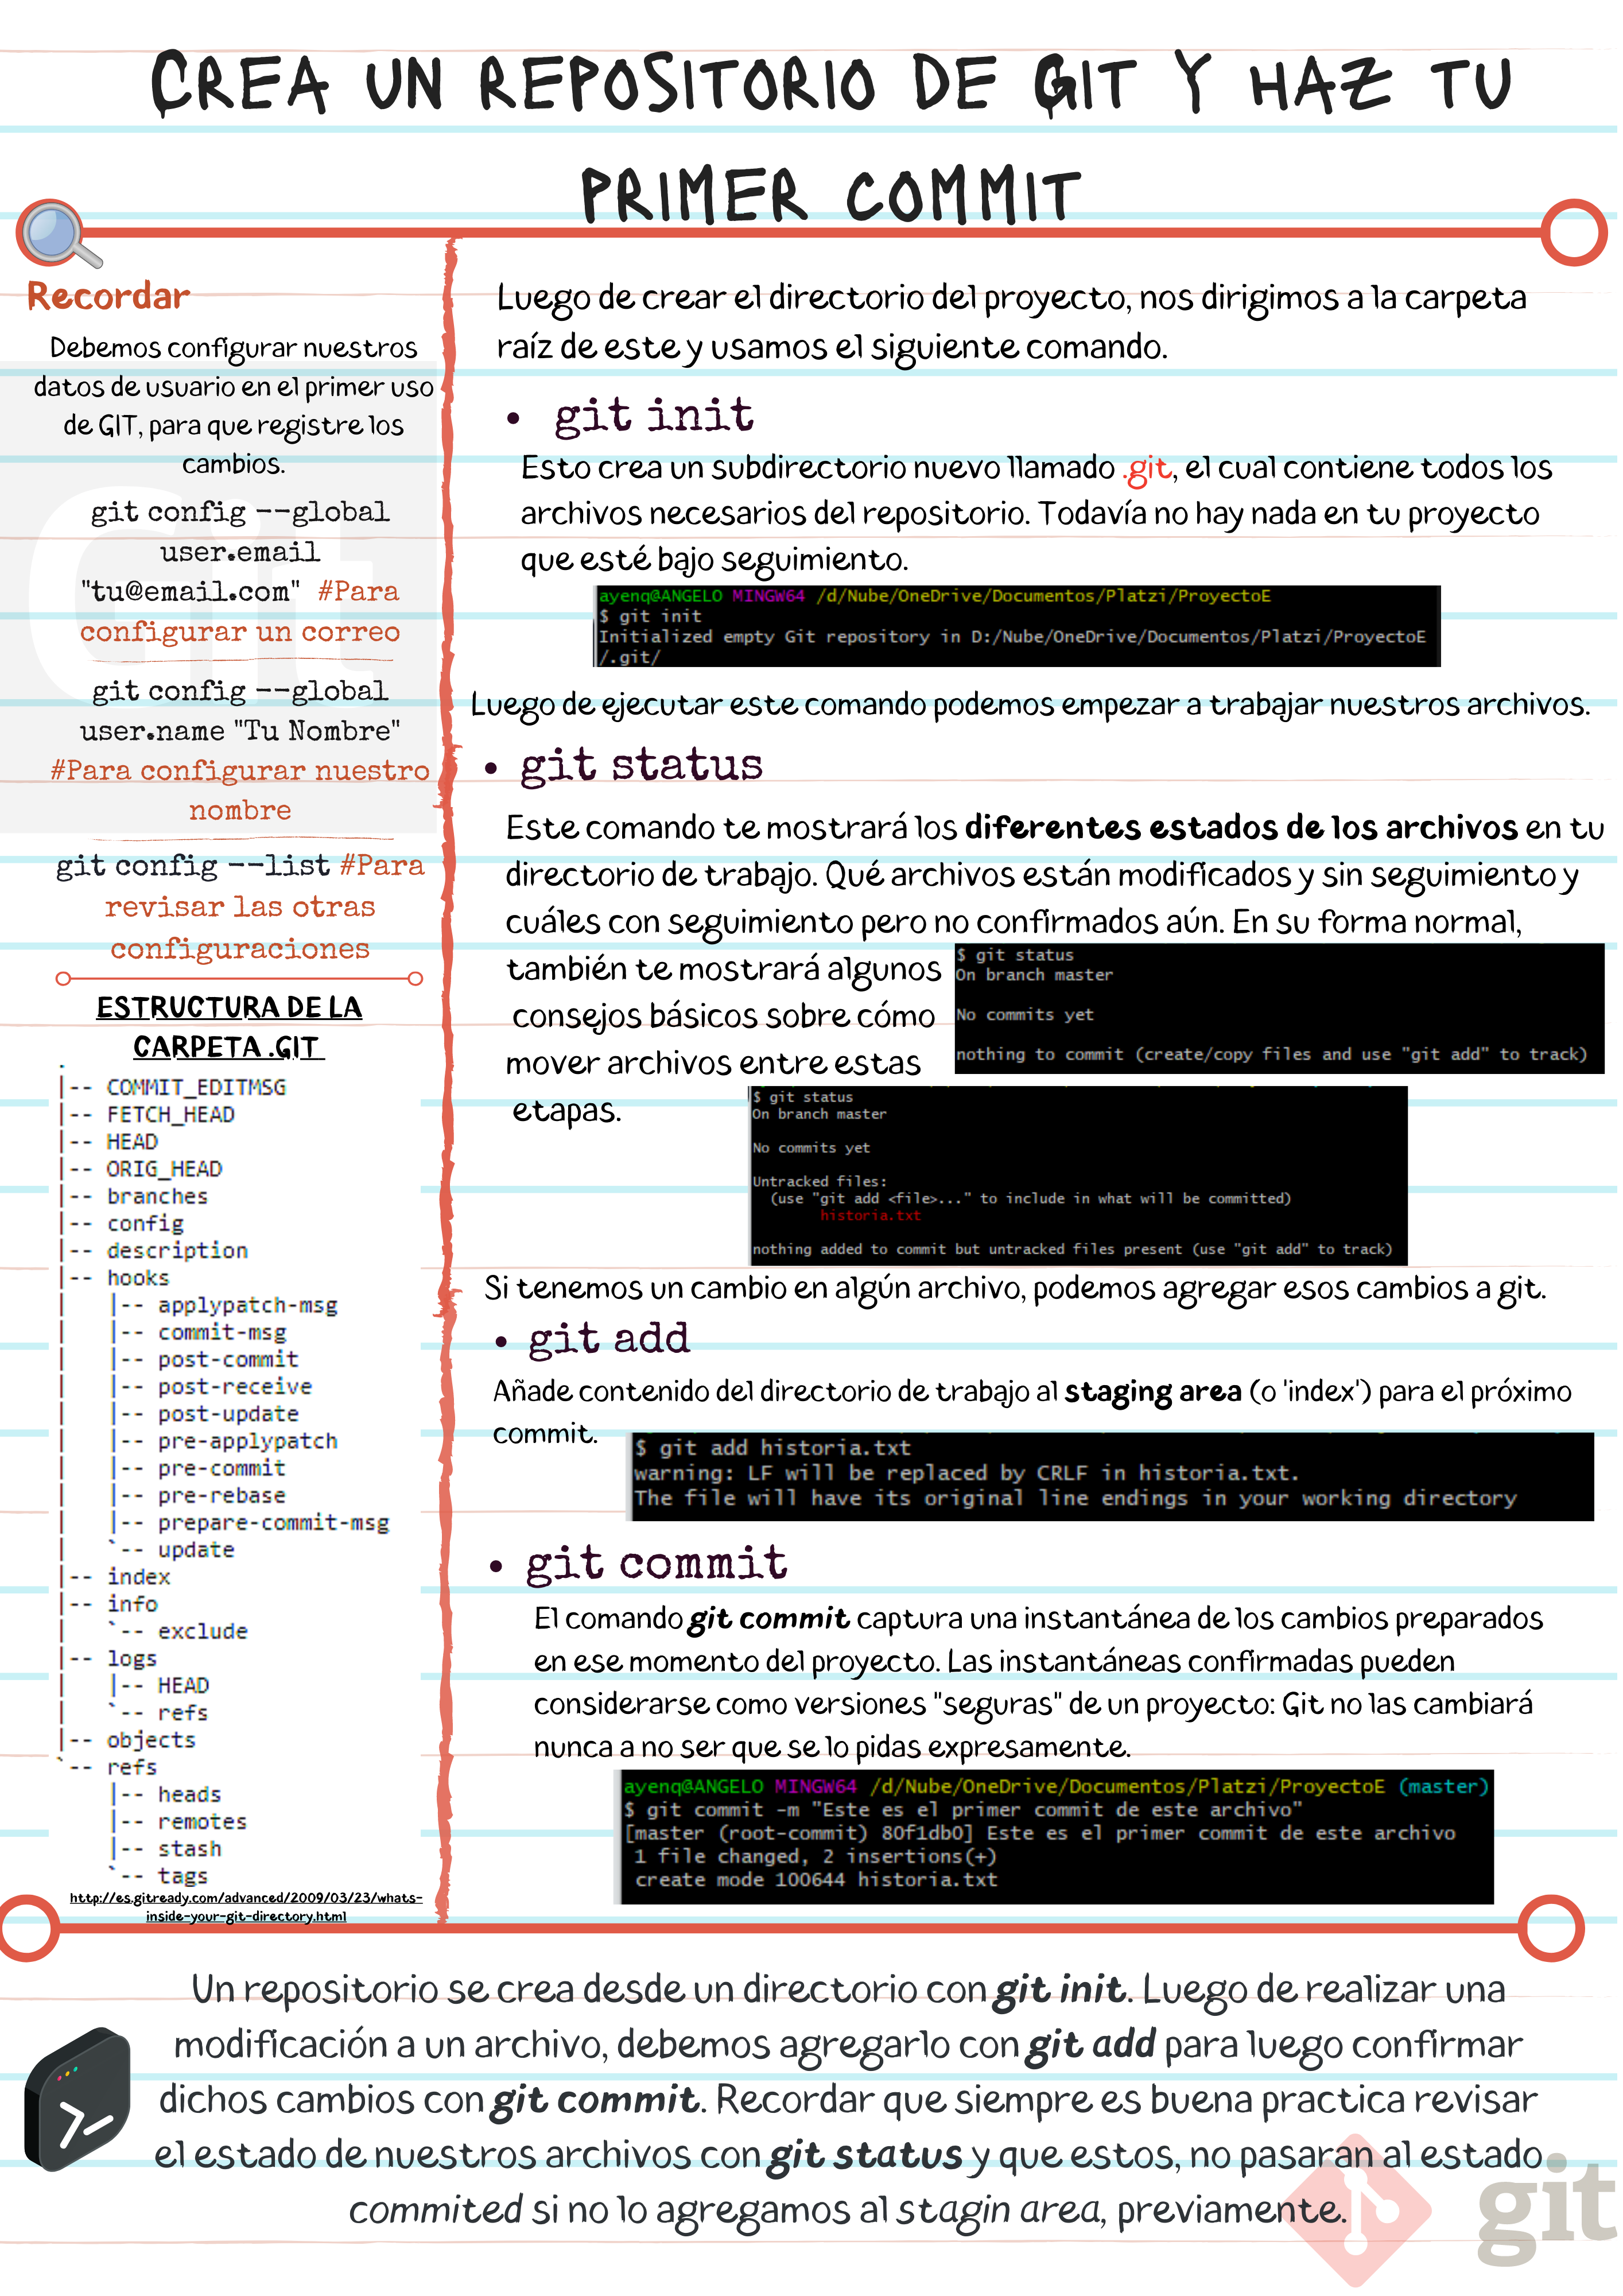 CREA UN REPOSITORIO DE GIT Y HAZ TU
PRIMER COMMIT
Recordar
Debemos configurar nuestros
datos de usuario en el primer uso
de GIT, para que registre los
cambios.
git config --global
user.email
"tu@email.com" #Para
configurar un correo
git config --global
user.name "Tu Nombre"
#Para configurar nuestro
nombre
git config --list #Para
revisar las otras
configuraciones
ESTRUCTURA DE LA
CARPETA .GIT
.
|-- COMMIT_EDITMSG
|-- FETCH_HEAD
|-- HEAD
|-- ORIG_HEAD
|-- branches
|-- config
|-- description
|-- hooks
|   |-- applypatch-msg
|   |-- commit-msg
|   |-- post-commit
|   |-- post-receive
|   |-- post-update
|   |-- pre-applypatch
|   |-- pre-commit
|   |-- pre-rebase
|   |-- prepare-commit-msg
|   `-- update
|-- index
|-- info
|   `-- exclude
|-- logs
|   |-- HEAD
|   `-- refs
|-- objects
`-- refs
    |-- heads
    |-- remotes
    |-- stash
    `-- tags
http://es.gitready.com/advanced/2009/03/23/whats-
inside-your-git-directory.html
Git
Luego de crear el directorio del proyecto, nos dirigimos a la carpeta
raíz de este y usamos el siguiente comando.
• git init
Esto crea un subdirectorio nuevo llamado .git, el cual contiene todos los
archivos necesarios del repositorio. Todavía no hay nada en tu proyecto
que esté bajo seguimiento.
ayenq@ANGELO MINGW64 /d/Nube/OneDrive/Documentos/Platzi/ProyectoE
$ git init
Initialized empty Git repository in D:/Nube/OneDrive/Documentos/Platzi/ProyectoE
/.git/
Luego de ejecutar este comando podemos empezar a trabajar nuestros archivos.
• git status
Este comando te mostrará los diferentes estados de los archivos en tu
directorio de trabajo. Qué archivos están modificados y sin seguimiento y
cuáles con seguimiento pero no confirmados aún. En su forma normal,
también te mostrará algunos
consejos básicos sobre cómo
mover archivos entre estas
etapas.
$ git status
On branch master
No commits yet
nothing to commit (create/copy files and use "git add" to track)
$ git status
On branch master
No commits yet
Untracked files:
(use "git add <file>..." to include in what will be committed)
historia.txt
nothing added to commit but untracked files present (use "git add" to track)
Si tenemos un cambio en algún archivo, podemos agregar esos cambios a git.
• git add
Añade contenido del directorio de trabajo al staging area (o 'index') para el próximo
commit.
$ git add historia.txt
warning: LF will be replaced by CRLF in historia.txt.
The file will have its original line endings in your working directory
• git commit
El comando git commit captura una instantánea de los cambios preparados
en ese momento del proyecto. Las instantáneas confirmadas pueden
considerarse como versiones "seguras" de un proyecto: Git no las cambiará
nunca a no ser que se lo pidas expresamente.
ayenq@ANGELO MINGW64 /d/Nube/OneDrive/Documentos/Platzi/ProyectoE (master)
$ git commit -m "Este es el primer commit de este archivo"
[master (root-commit) 80f1db0] Este es el primer commit de este archivo
1 file changed, 2 insertions(+)
create mode 100644 historia.txt
Un repositorio se crea desde un directorio con git init. Luego de realizar una
modificación a un archivo, debemos agregarlo con git add para luego confirmar
dichos cambios con git commit. Recordar que siempre es buena practica revisar
el estado de nuestros archivos con git status y que estos, no pasaran al estado
commited si no lo agregamos al stagin area, previamente.
git